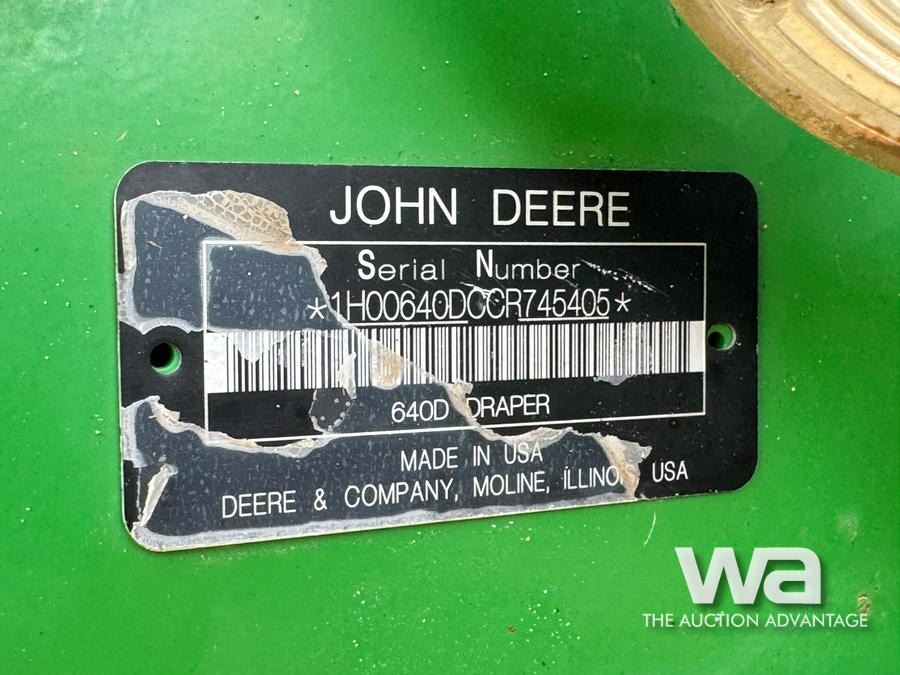 JOHN DEERE
Serial Number
*1H00640DCCR745405*
640D DRAPER
MADE IN USA
DEERE & COMPANY, MOLINE, ILLINOIS USA
wa
THE AUCTION ADVANTAGE